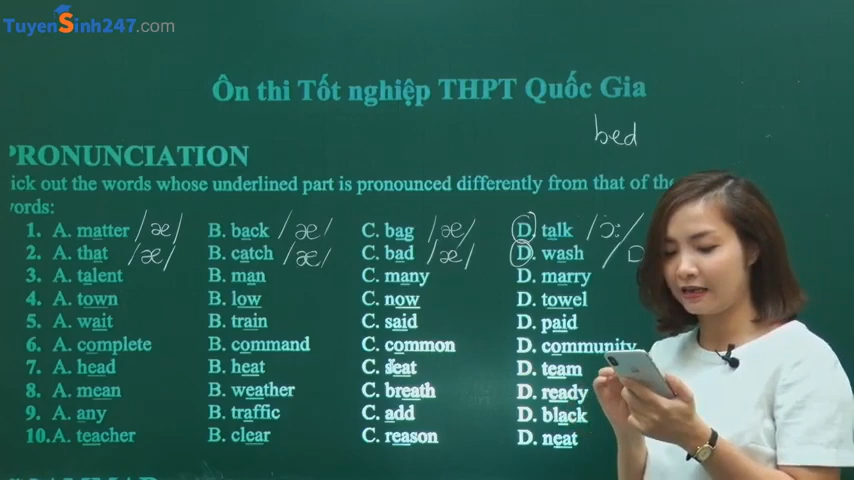 TuyenSinh247.com
Ôn thi Tốt nghiệp THPT Quốc Gia
bed
PRONUNCIATION
ick out the words whose underlined part is pronounced differently from that of the
words:
1. A. matter /æ/ B. back /æ/ C. bag /æ/ D. talk /ɔ:/
2. A. that /æ/ B. catch /æ/ C. bad /æ/ D. wash /ɒ
3. A. talent B. man C. many D. marry
4. A. town B. low C. now D. towel
5. A. wait B. train C. said D. paid
6. A. complete B. command C. common D. community
7. A. head B. heat C. seat D. team
8. A. mean B. weather C. breath D. ready
9. A. any B. traffic C. add D. black
10. A. teacher B. clear C. reason D. neat